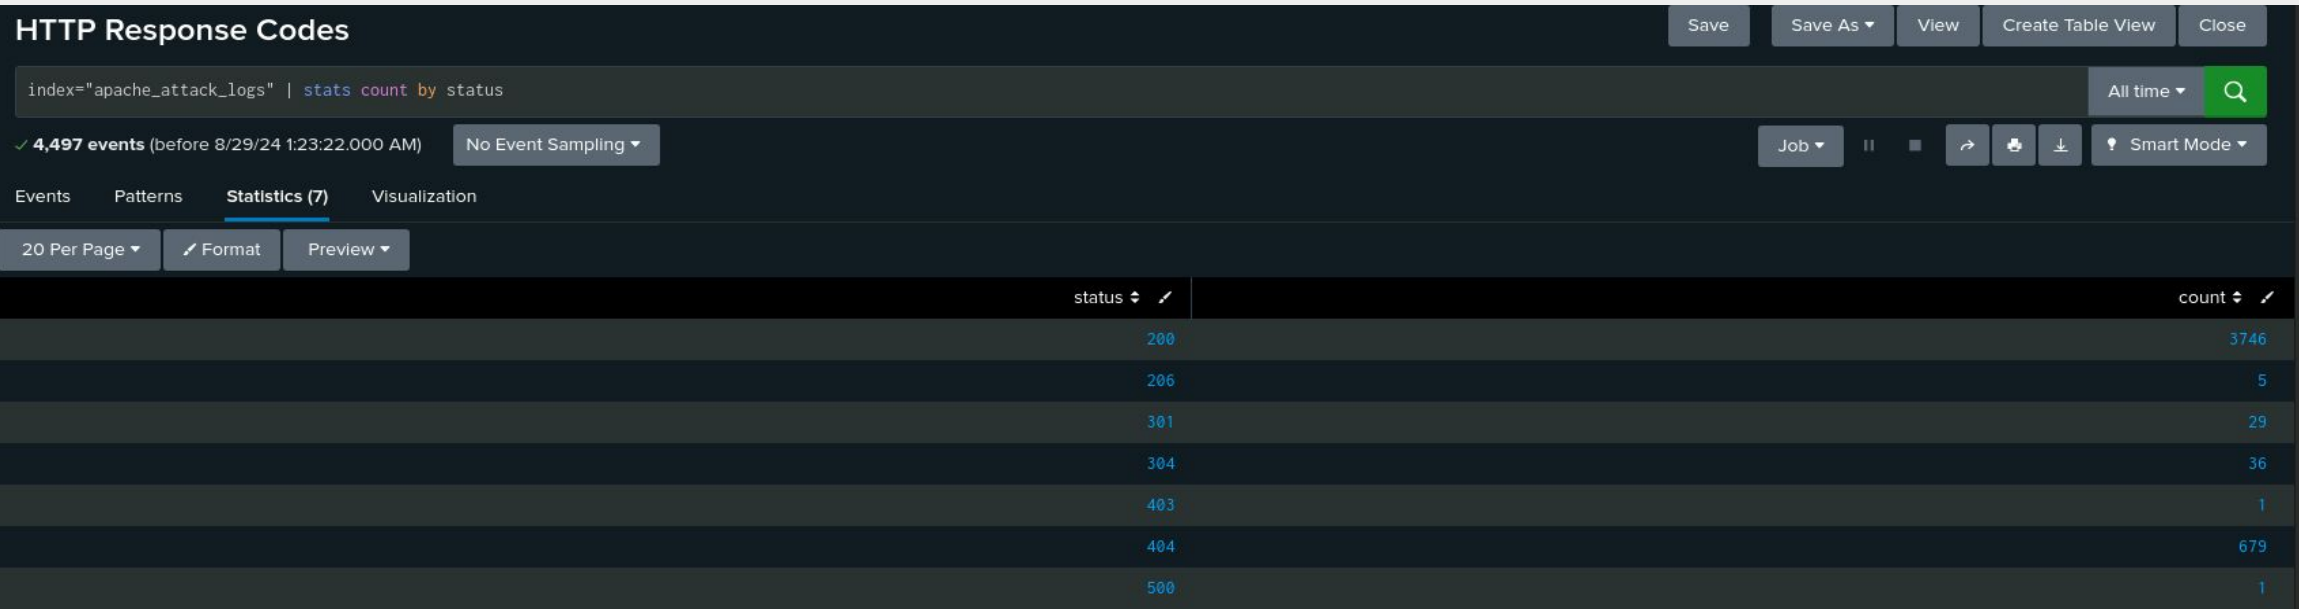 HTTP Response Codes
Save
Save As
View
Create Table View
Close
index="apache_attack_logs" | stats count by status
All time
4,497 events (before 8/29/24 1:23:22.000 AM)
No Event Sampling
Job
Smart Mode
Events
Patterns
Statistics (7)
Visualization
20 Per Page
Format
Preview
status count
200 3746
206 5
301 29
304 36
403 1
404 679
500 1